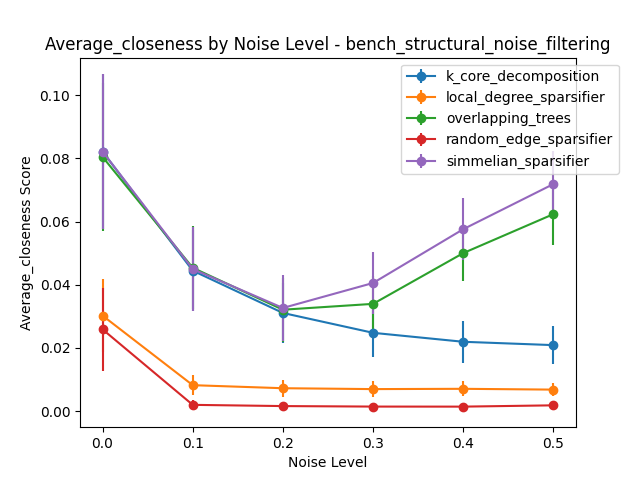 Average_closeness by Noise Level - bench_structural_noise_filtering
k_core_decomposition
local_degree_sparsifier
overlapping_trees
random_edge_sparsifier
simmelian_sparsifier
Average_closeness Score
0.10
0.08
0.06
0.04
0.02
0.00
0.0 0.1 0.2 0.3 0.4 0.5
Noise Level